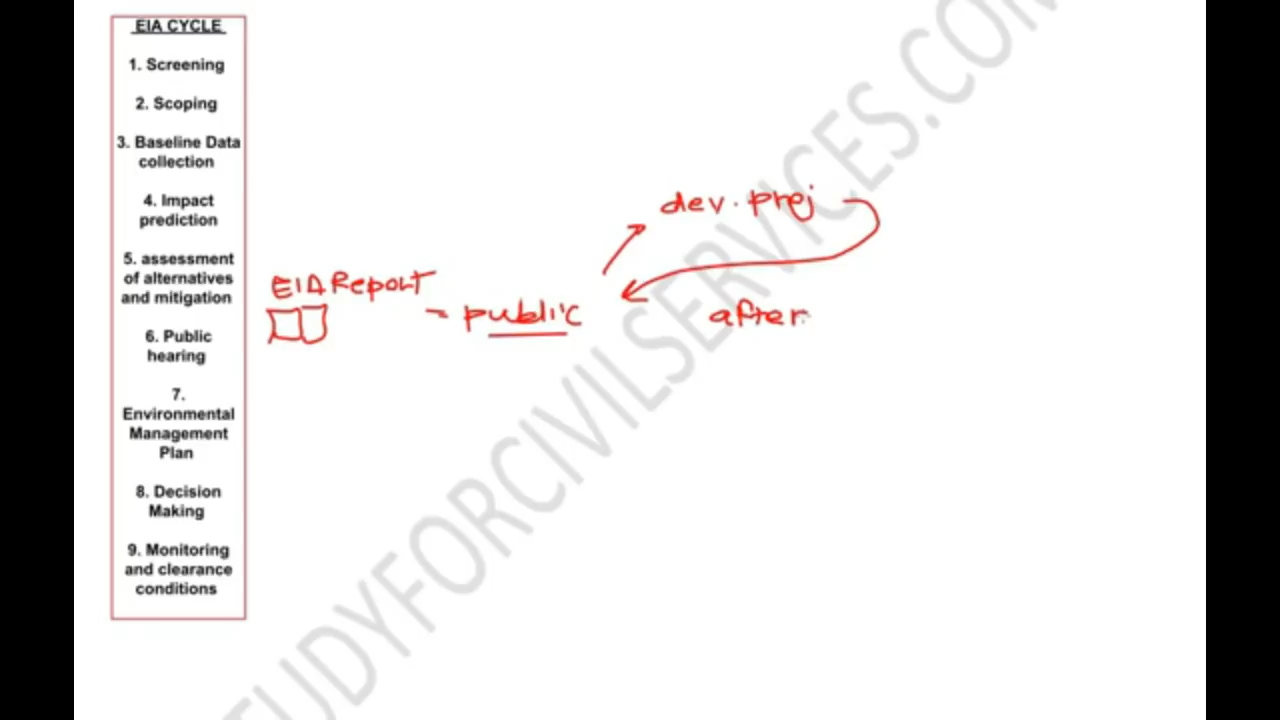 EIA CYCLE
1. Screening
2. Scoping
3. Baseline Data
collection
4. Impact
prediction
5. assessment
of alternatives
and mitigation
6. Public
hearing
7.
Environmental
Management
Plan
8. Decision
Making
9. Monitoring
and clearance
conditions
EIA Report
public
dev. proj
after
STUDYFORCIVILSERVICES.COM